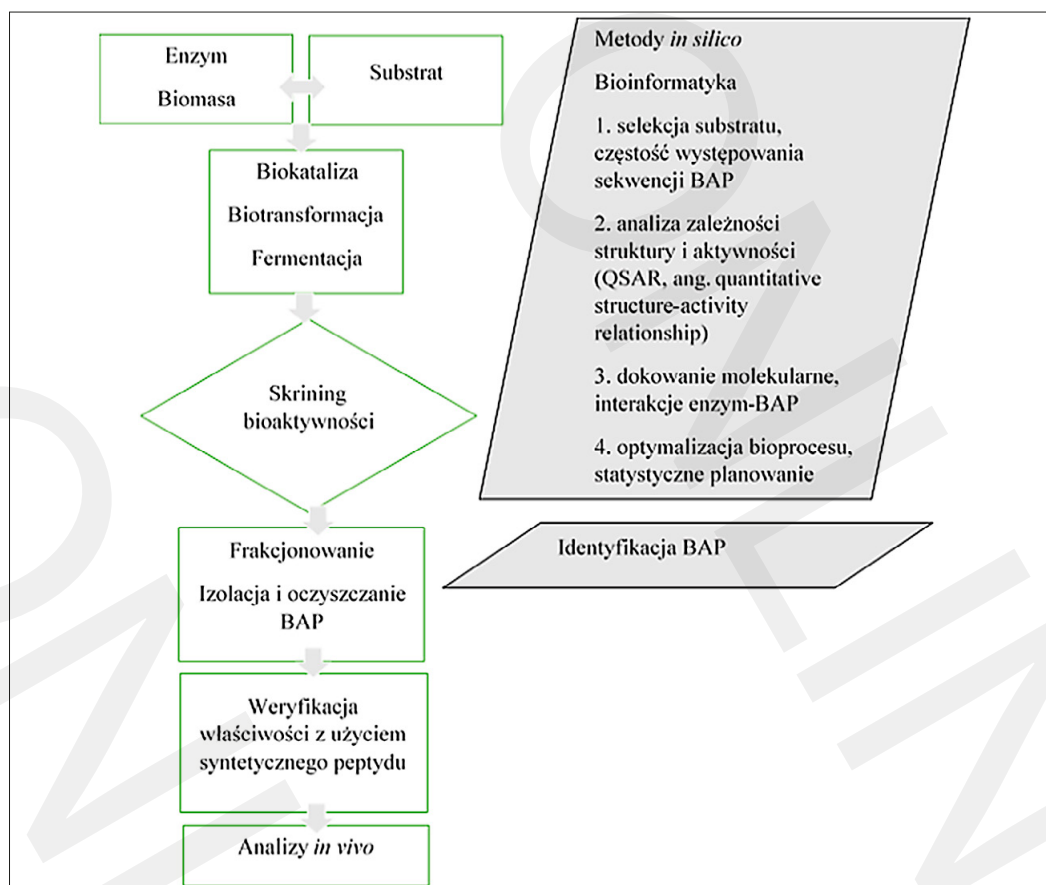 Enzym
Biomasa
Substrat
Biokataliza
Biotransformacja
Fermentacja
Skrining
bioaktywności
Frakcjonowanie
Izolacja i oczyszczanie
BAP
Weryfikacja
właściwości z użyciem
syntetycznego peptydu
Analizy in vivo
Metody in silico
Bioinformatyka
1. selekcja substratu,
częstość występowania
sekwencji BAP
2. analiza zależności
struktury i aktywności
(QSAR, ang. quantitative
structure-activity
relationship)
3. dokowanie molekularne,
interakcje enzym-BAP
4. optymalizacja bioprocesu,
statystyczne planowanie
Identyfikacja BAP